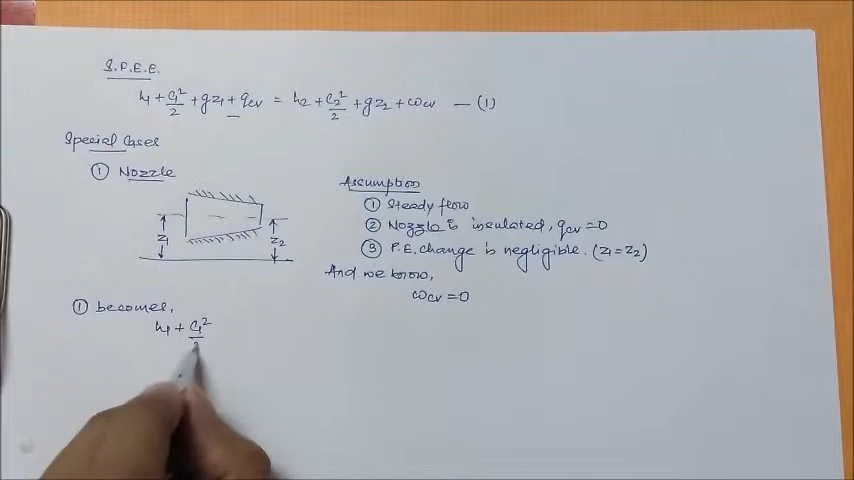 S.F.E.E.
h₁ + C₁²/2 + gz₁ + qcv = h₂ + C₂²/2 + gz₂ + ωcv — (1)
Special Cases
① Nozzle
Z₁
Z₂
Assumption
① Steady flow
② Nozzle is insulated, qcv = 0
③ P.E. change is negligible. (z₁ = z₂)
And we know,
ωcv = 0
① becomes,
h₁ + C₁²/2